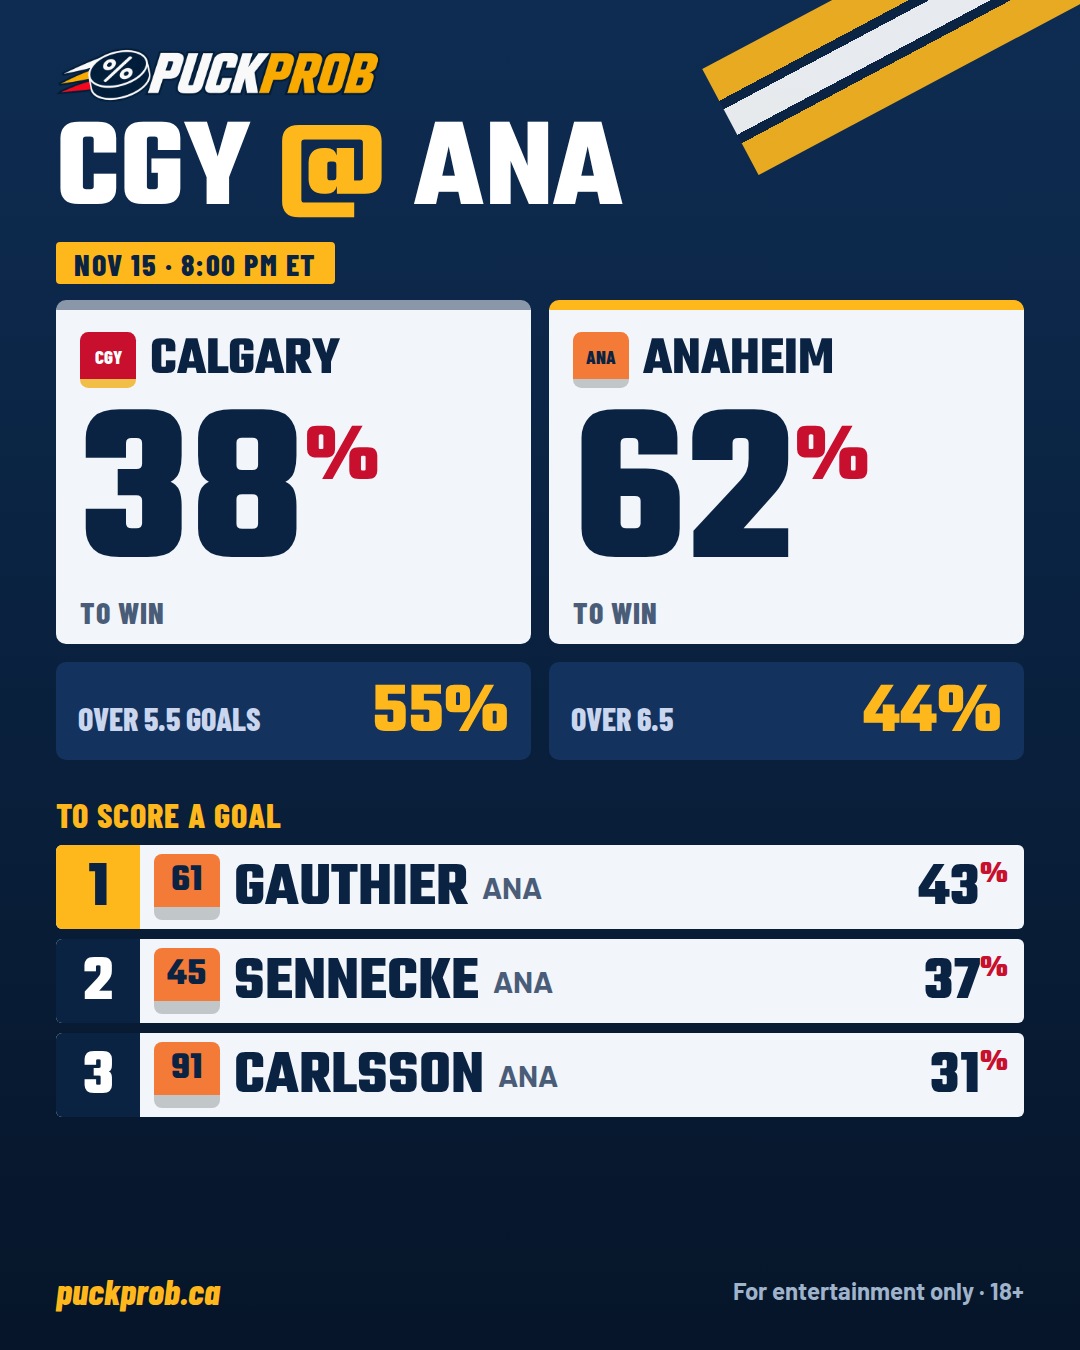 % PUCKPROB
CGY @ ANA
NOV 15 · 8:00 PM ET
CGY CALGARY
38%
TO WIN
ANA ANAHEIM
62%
TO WIN
OVER 5.5 GOALS 55%
OVER 6.5 44%
TO SCORE A GOAL
1 61 GAUTHIER ANA 43%
2 45 SENNECKE ANA 37%
3 91 CARLSSON ANA 31%
puckprob.ca
For entertainment only · 18+